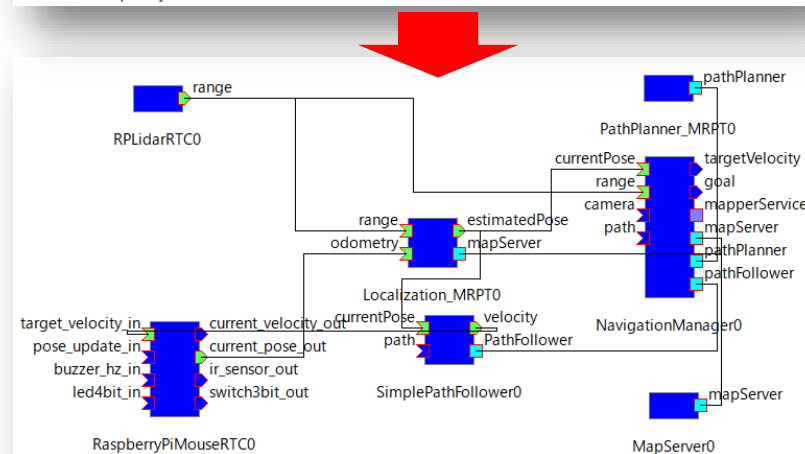 range
RPLidarRTC0
pathPlanner
PathPlanner_MRPT0
currentPose
range
camera
path
targetVelocity
goal
mapperService
mapServer
pathPlanner
pathFollower
NavigationManager0
range
odometry
estimatedPose
mapServer
Localization_MRPT0
currentPose
path
velocity
PathFollower
SimplePathFollower0
target_velocity_in
pose_update_in
buzzer_hz_in
led4bit_in
current_velocity_out
current_pose_out
ir_sensor_out
switch3bit_out
RaspberryPiMouseRTC0
mapServer
MapServer0